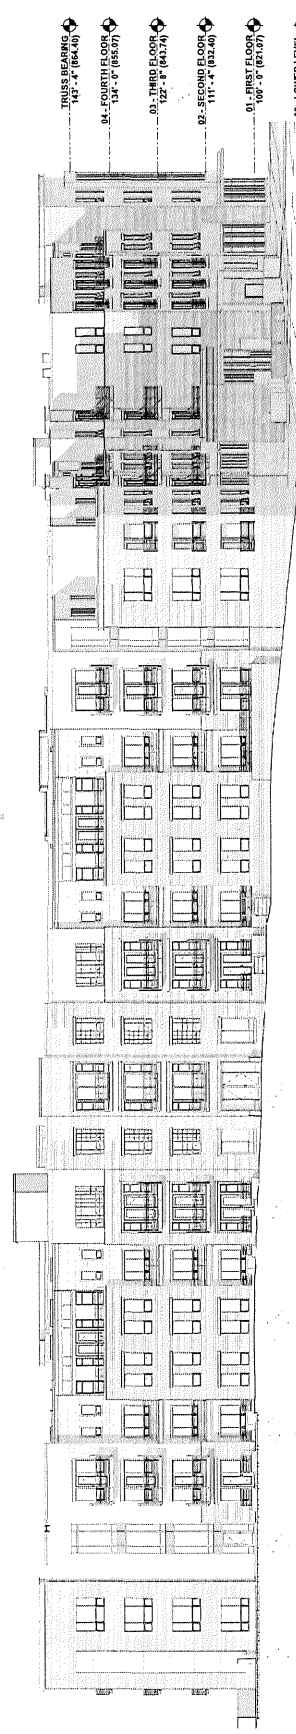 TRUSS BEARING
143' - 4" (864.40)
04 - FOURTH FLOOR
134' - 0" (855.07)
03 - THIRD FLOOR
122' - 8" (843.74)
02 - SECOND FLOOR
111' - 4" (832.40)
01 - FIRST FLOOR
100' - 0" (821.07)